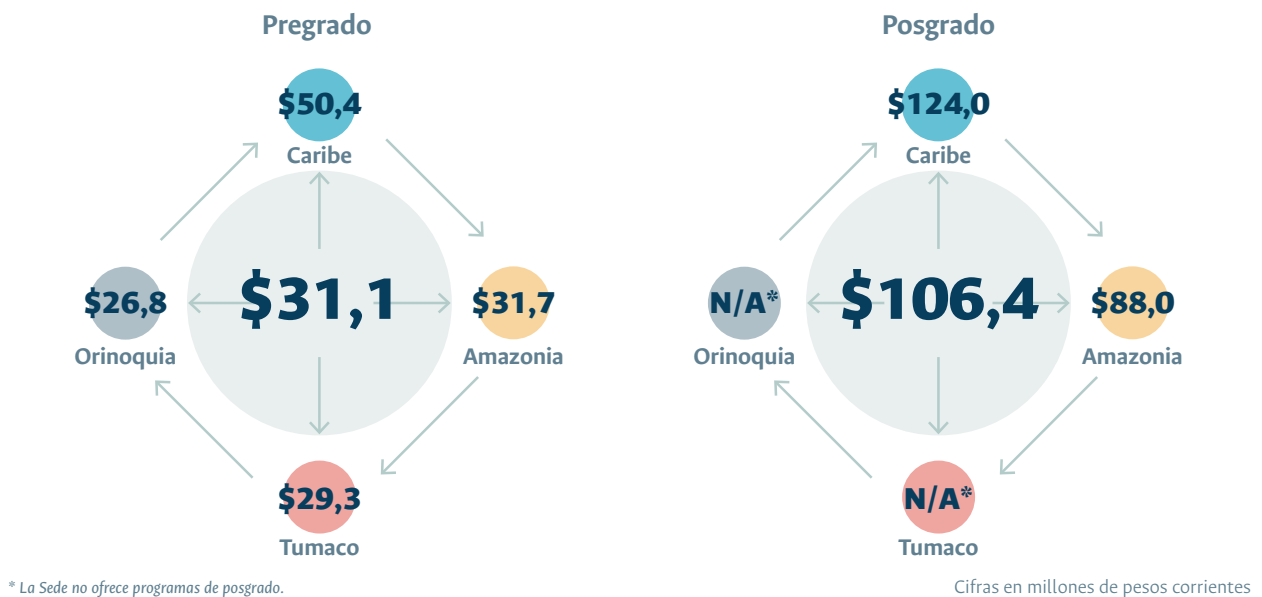 Pregrado
$50,4
Caribe
$26,8
Orinoquia
$31,1
$31,7
Amazonia
$29,3
Tumaco
Posgrado
$124,0
Caribe
N/A*
Orinoquia
$106,4
$88,0
Amazonia
N/A*
Tumaco
* La Sede no ofrece programas de posgrado.
Cifras en millones de pesos corrientes